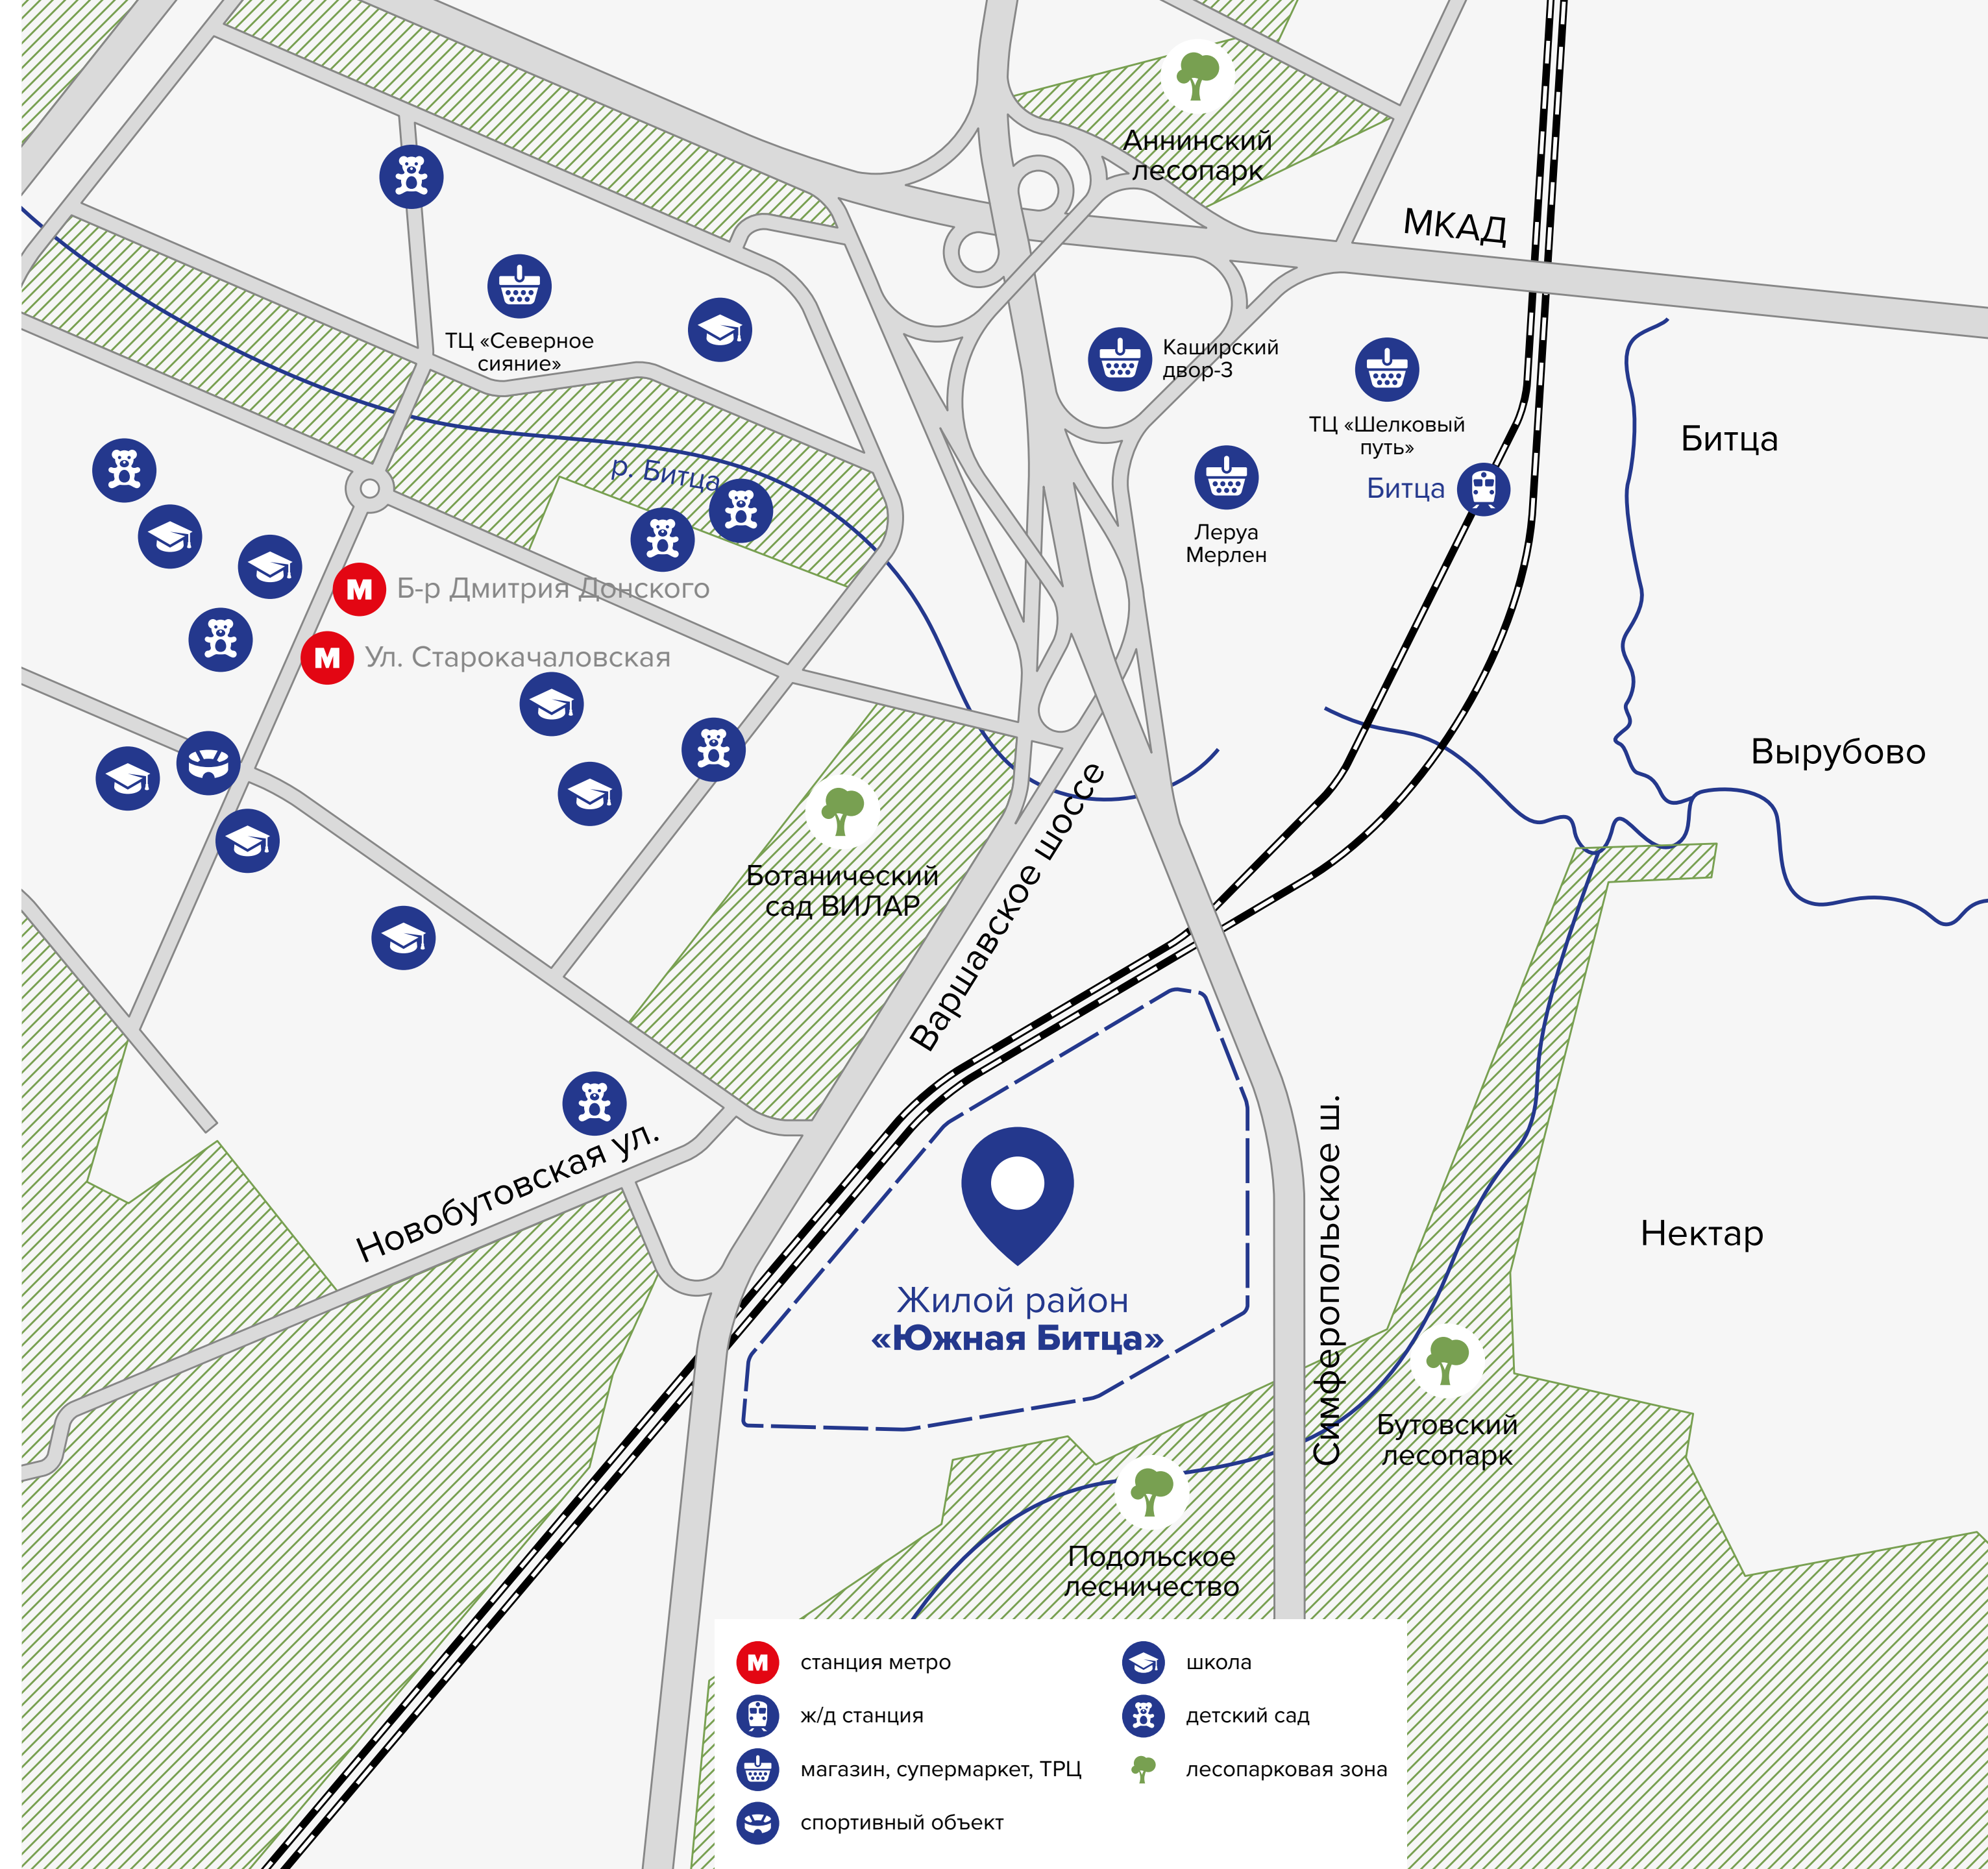 Аннинский
лесопарк
МКАД
ТЦ «Северное
сияние»
Каширский
двор-3
ТЦ «Шелковый
путь»
Битца
р. Битца
Битца
Леруа
Мерлен
М Б-р Дмитрия Донского
М Ул. Старокачаловская
Вырубово
Варшавское шоссе
Ботанический
сад ВИЛАР
Новобутовская ул.
Симферопольское ш.
Нектар
Жилой район
«Южная Битца»
Бутовский
лесопарк
Подольское
лесничество
М станция метро
ж/д станция
магазин, супермаркет, ТРЦ
спортивный объект
школа
детский сад
лесопарковая зона